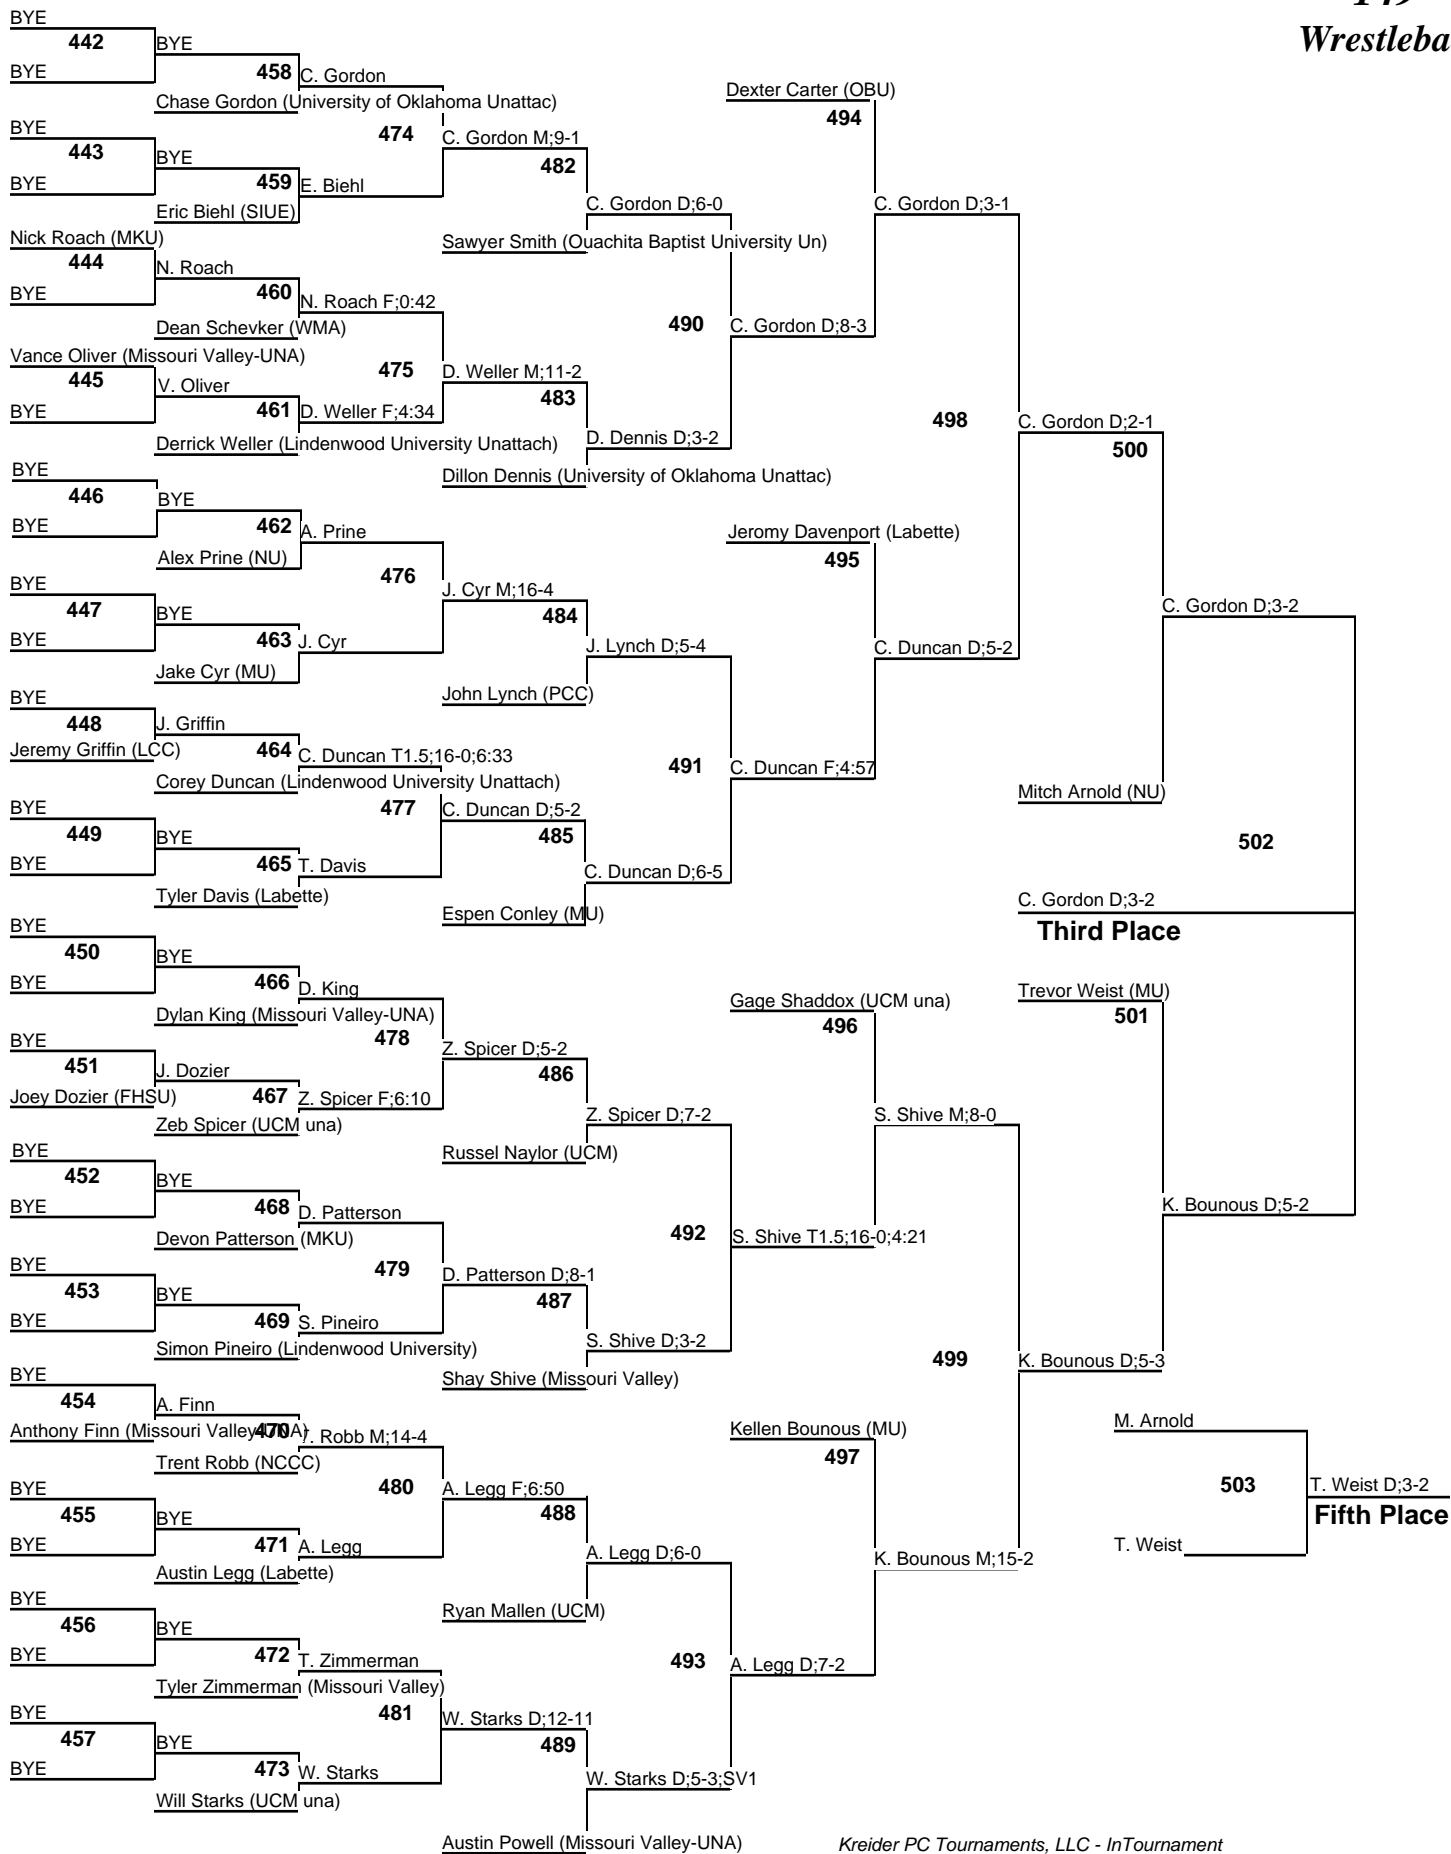 Wrestleba
BYE
442
BYE
BYE
458
C. Gordon
Chase Gordon (University of Oklahoma Unattac)
BYE
443
BYE
BYE
459
E. Biehl
Eric Biehl (SIUE)
474
C. Gordon M;9-1
482
C. Gordon D;6-0
Sawyer Smith (Ouachita Baptist University Un)
Dexter Carter (OBU)
494
C. Gordon D;3-1
Nick Roach (MKU)
444
BYE
N. Roach
460
N. Roach F;0:42
Dean Schevker (WMA)
Vance Oliver (Missouri Valley-UNA)
445
BYE
V. Oliver
461
D. Weller F;4:34
Derrick Weller (Lindenwood University Unattach)
475
D. Weller M;11-2
483
D. Dennis D;3-2
Dillon Dennis (University of Oklahoma Unattac)
490
C. Gordon D;8-3
498
C. Gordon D;2-1
500
BYE
446
BYE
BYE
462
A. Prine
Alex Prine (NU)
BYE
447
BYE
BYE
463
J. Cyr
Jake Cyr (MU)
476
J. Cyr M;16-4
484
J. Lynch D;5-4
John Lynch (PCC)
Jeromy Davenport (Labette)
495
C. Duncan D;5-2
C. Gordon D;3-2
BYE
448
Jeremy Griffin (LCC)
J. Griffin
464
C. Duncan T1.5;16-0;6:33
Corey Duncan (Lindenwood University Unattach)
BYE
449
BYE
BYE
465
T. Davis
Tyler Davis (Labette)
477
C. Duncan D;5-2
485
C. Duncan D;6-5
Espen Conley (MU)
491
C. Duncan F;4:57
Mitch Arnold (NU)
502
C. Gordon D;3-2
Third Place
BYE
450
BYE
BYE
466
D. King
Dylan King (Missouri Valley-UNA)
BYE
451
Joey Dozier (FHSU)
J. Dozier
467
Z. Spicer F;6:10
Zeb Spicer (UCM una)
478
Z. Spicer D;5-2
486
Z. Spicer D;7-2
Russel Naylor (UCM)
Gage Shaddox (UCM una)
496
S. Shive M;8-0
Trevor Weist (MU)
501
K. Bounous D;5-2
BYE
452
BYE
BYE
468
D. Patterson
Devon Patterson (MKU)
BYE
453
BYE
BYE
469
S. Pineiro
Simon Pineiro (Lindenwood University)
479
D. Patterson D;8-1
487
S. Shive D;3-2
Shay Shive (Missouri Valley)
492
S. Shive T1.5;16-0;4:21
499
K. Bounous D;5-3
BYE
454
Anthony Finn (Missouri Valley-UNA)
A. Finn
470
Robb M;14-4
Trent Robb (NCCC)
BYE
455
BYE
BYE
471
A. Legg
Austin Legg (Labette)
480
A. Legg F;6:50
488
A. Legg D;6-0
Ryan Mallen (UCM)
Kellen Bounous (MU)
497
K. Bounous M;15-2
M. Arnold
503
T. Weist D;3-2
Fifth Place
T. Weist
BYE
456
BYE
BYE
472
T. Zimmerman
Tyler Zimmerman (Missouri Valley)
BYE
457
BYE
BYE
473
W. Starks
Will Starks (UCM una)
481
W. Starks D;12-11
489
W. Starks D;5-3;SV1
Austin Powell (Missouri Valley-UNA)
493
A. Legg D;7-2
Kreider PC Tournaments, LLC - InTournament